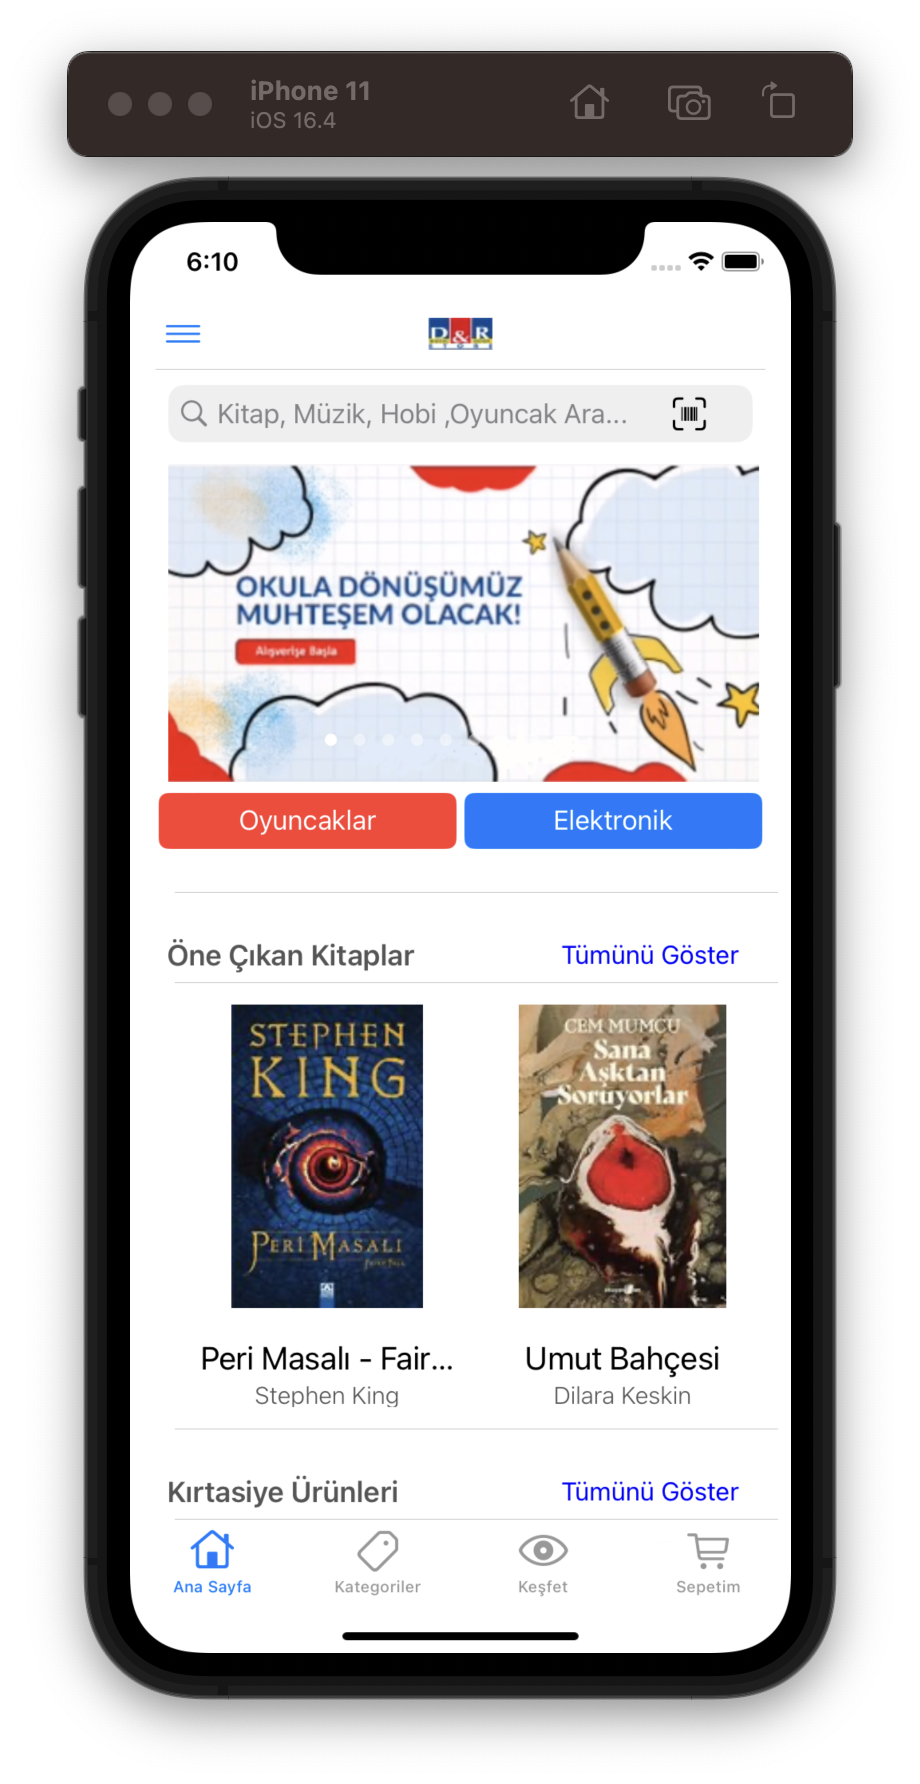 iPhone 11
iOS 16.4
6:10
D&R
STORE
Kitap, Müzik, Hobi ,Oyuncak Ara...
OKULA DÖNÜŞÜMÜZ
MUHTEŞEM OLACAK!
Alışverişe Başla
Oyuncaklar
Elektronik
Öne Çıkan Kitaplar
Tümünü Göster
STEPHEN
KING
PERİ MASALI
CEM MUMCU
Sana
Aşktan
Soruyorlar
Peri Masalı - Fair...
Stephen King
Umut Bahçesi
Dilara Keskin
Kırtasiye Ürünleri
Tümünü Göster
Ana Sayfa
Kategoriler
Keşfet
Sepetim